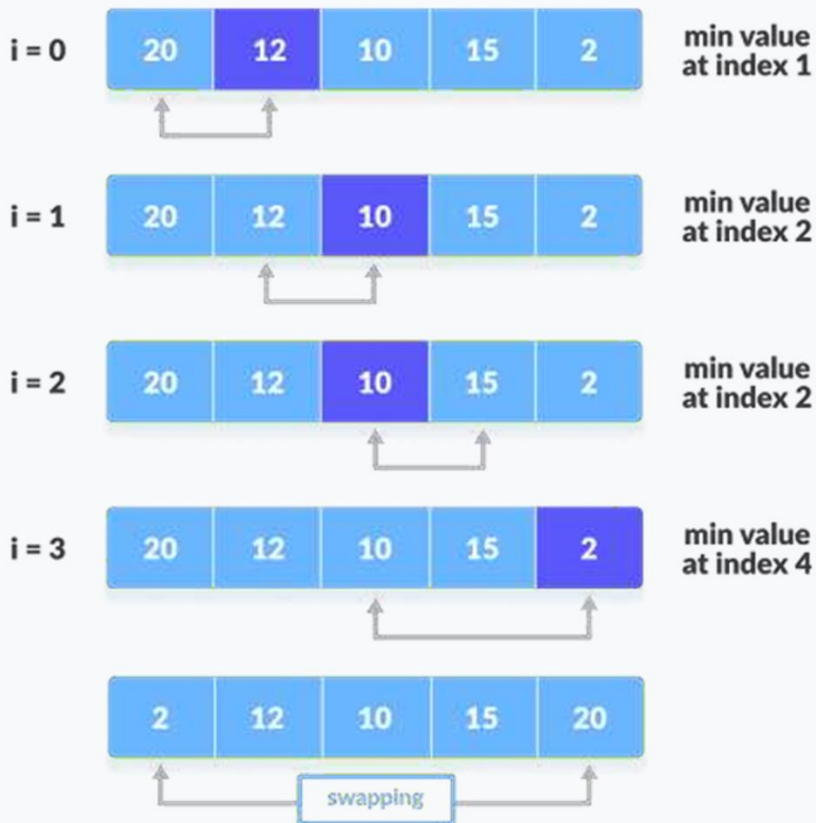 i = 0 20 12 10 15 2 min value
at index 1
i = 1 20 12 10 15 2 min value
at index 2
i = 2 20 12 10 15 2 min value
at index 2
i = 3 20 12 10 15 2 min value
at index 4
2 12 10 15 20
swapping